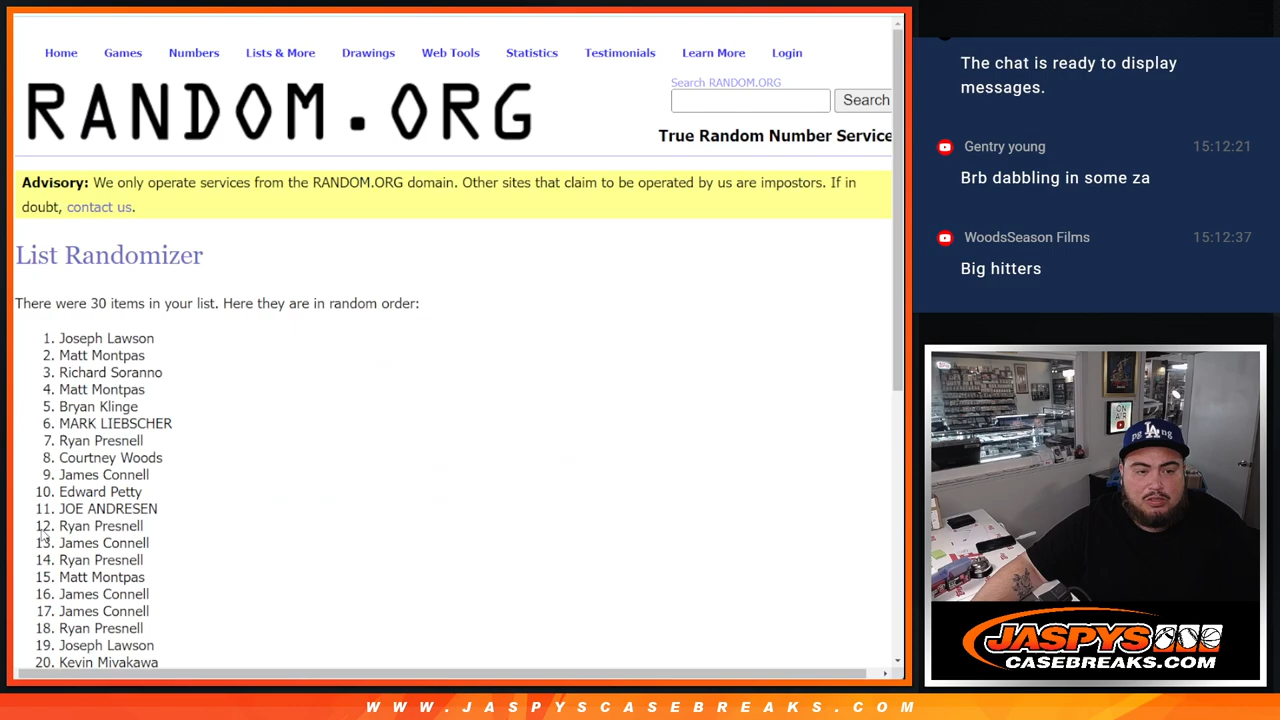 Home Games Numbers Lists & More Drawings Web Tools Statistics Testimonials Learn More Login
RANDOM.ORG
Search RANDOM.ORG
Search
True Random Number Service
Advisory: We only operate services from the RANDOM.ORG domain. Other sites that claim to be operated by us are impostors. If in
doubt, contact us.
List Randomizer
There were 30 items in your list. Here they are in random order:
1. Joseph Lawson
2. Matt Montpas
3. Richard Soranno
4. Matt Montpas
5. Bryan Klinge
6. MARK LIEBSCHER
7. Ryan Presnell
8. Courtney Woods
9. James Connell
10. Edward Petty
11. JOE ANDRESEN
12. Ryan Presnell
13. James Connell
14. Ryan Presnell
15. Matt Montpas
16. James Connell
17. James Connell
18. Ryan Presnell
19. Joseph Lawson
20. Kevin Miyakawa
The chat is ready to display
messages.
Gentry young 15:12:21
Brb dabbling in some za
WoodsSeason Films 15:12:37
Big hitters
ON
AIR
LA
JASPYS
CASEBREAKS.COM
WWW.JASPYSCASEBREAKS.COM